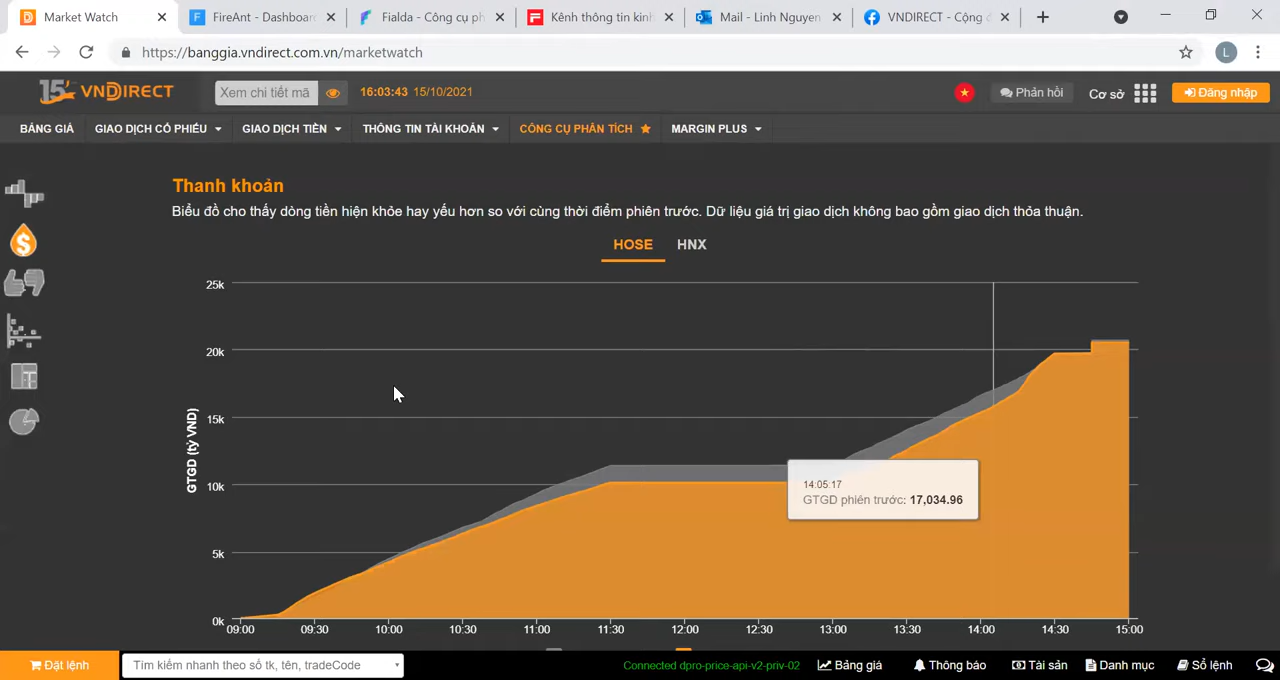 Market Watch
FireAnt - Dashboard
Fialda - Công cụ ph
Kênh thông tin kinh
Mail - Linh Nguyen
VNDIRECT - Cộng đ
https://banggia.vndirect.com.vn/marketwatch
L
15 VNDIRECT
Xem chi tiết mã
16:03:43 15/10/2021
Phản hồi
Cơ sở
Đăng nhập
BẢNG GIÁ
GIAO DỊCH CỔ PHIẾU
GIAO DỊCH TIỀN
THÔNG TIN TÀI KHOẢN
CÔNG CỤ PHÂN TÍCH
MARGIN PLUS
Thanh khoản
Biểu đồ cho thấy dòng tiền hiện khỏe hay yếu hơn so với cùng thời điểm phiên trước. Dữ liệu giá trị giao dịch không bao gồm giao dịch thỏa thuận.
HOSE HNX
25k
20k
15k
10k
5k
0k
GTGD (tỷ VND)
14:05:17
GTGD phiên trước: 17,034.96
09:00 09:30 10:00 10:30 11:00 11:30 12:00 12:30 13:00 13:30 14:00 14:30 15:00
Đặt lệnh
Tìm kiếm nhanh theo số tk, tên, tradeCode
Connected dpro-price-api-v2-priv-02
Bảng giá
Thông báo
Tài sản
Danh mục
Sổ lệnh